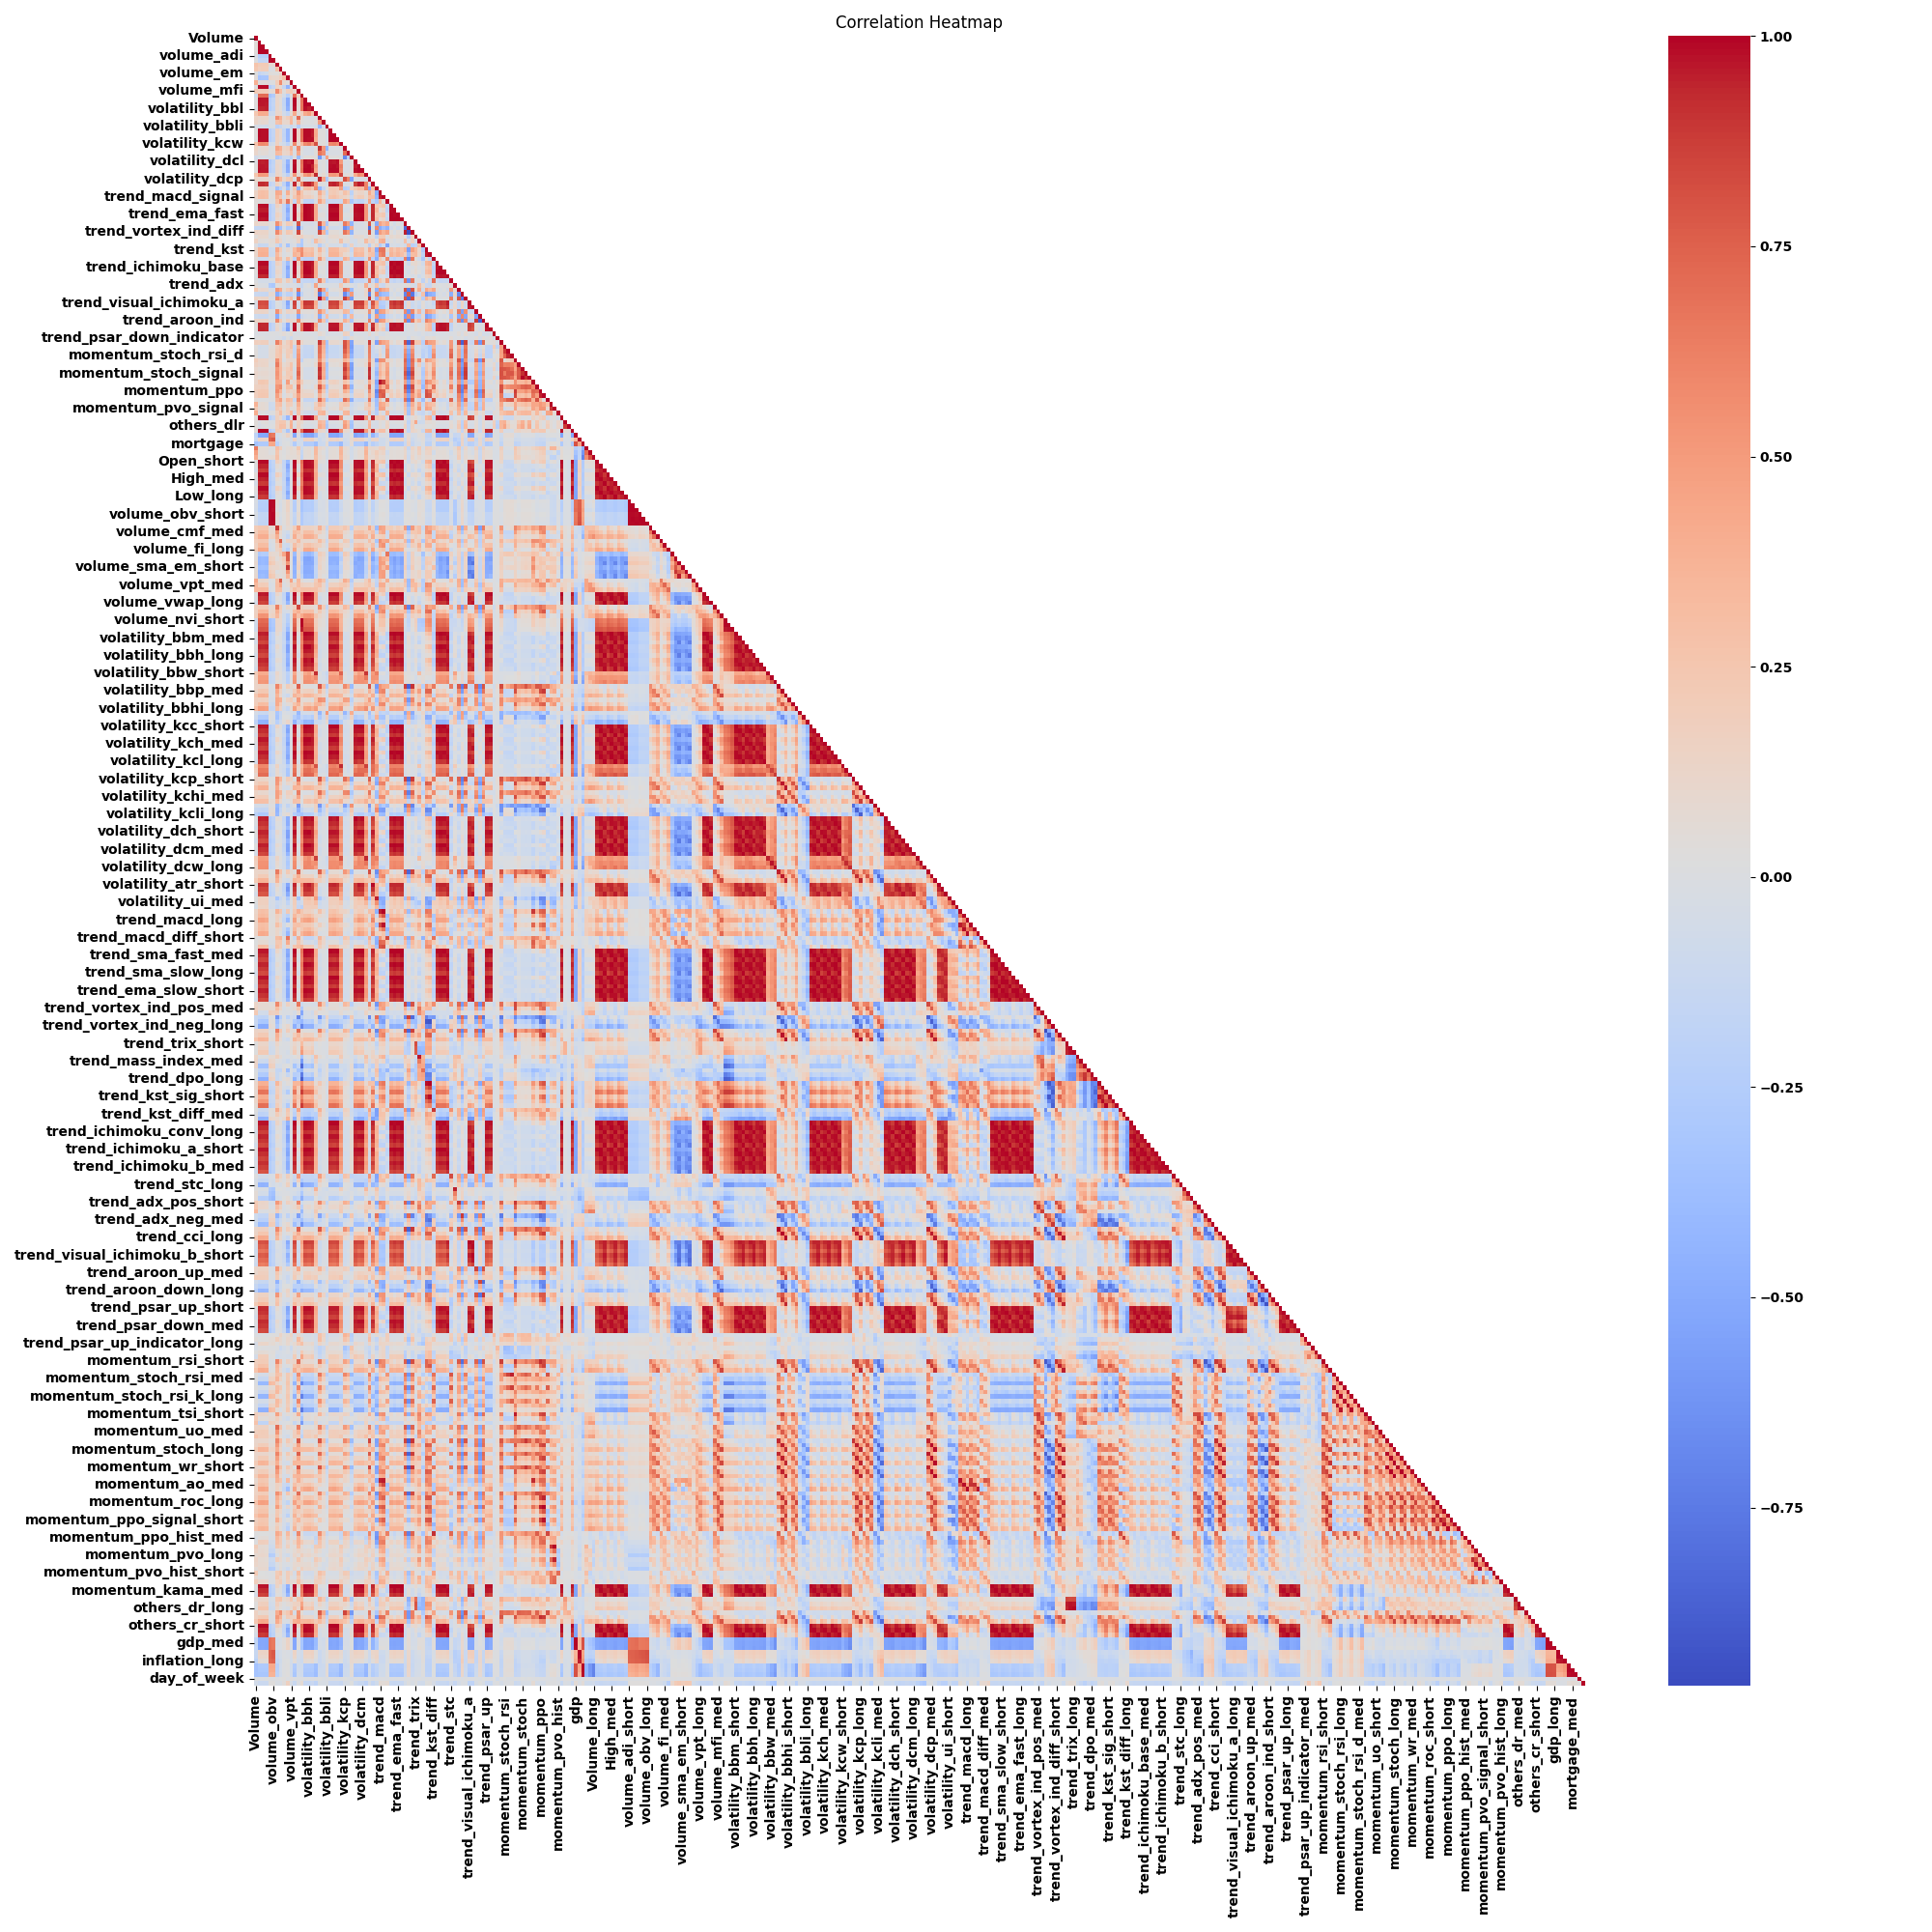 Correlation Heatmap
Volume
volume_adi
volume_em
volume_mfi
volatility_bbl
volatility_bbli
volatility_kcw
volatility_dcl
volatility_dcp
trend_macd_signal
trend_ema_fast
trend_vortex_ind_diff
trend_kst
trend_ichimoku_base
trend_adx
trend_visual_ichimoku_a
trend_aroon_ind
trend_psar_down_indicator
momentum_stoch_rsi_d
momentum_stoch_signal
momentum_ppo
momentum_pvo_signal
others_dlr
mortgage
Open_short
High_med
Low_long
volume_obv_short
volume_cmf_med
volume_fi_long
volume_sma_em_short
volume_vpt_med
volume_vwap_long
volume_nvi_short
volatility_bbm_med
volatility_bbh_long
volatility_bbw_short
volatility_bbp_med
volatility_bbhi_long
volatility_kcc_short
volatility_kch_med
volatility_kcl_long
volatility_kcp_short
volatility_kchi_med
volatility_kcli_long
volatility_dch_short
volatility_dcm_med
volatility_dcw_long
volatility_atr_short
volatility_ui_med
trend_macd_long
trend_macd_diff_short
trend_sma_fast_med
trend_sma_slow_long
trend_ema_slow_short
trend_vortex_ind_pos_med
trend_vortex_ind_neg_long
trend_trix_short
trend_mass_index_med
trend_dpo_long
trend_kst_sig_short
trend_kst_diff_med
trend_ichimoku_conv_long
trend_ichimoku_a_short
trend_ichimoku_b_med
trend_stc_long
trend_adx_pos_short
trend_adx_neg_med
trend_cci_long
trend_visual_ichimoku_b_short
trend_aroon_up_med
trend_aroon_down_long
trend_psar_up_short
trend_psar_down_med
trend_psar_up_indicator_long
momentum_rsi_short
momentum_stoch_rsi_med
momentum_stoch_rsi_k_long
momentum_tsi_short
momentum_uo_med
momentum_stoch_long
momentum_wr_short
momentum_ao_med
momentum_roc_long
momentum_ppo_signal_short
momentum_ppo_hist_med
momentum_pvo_long
momentum_pvo_hist_short
momentum_kama_med
others_dr_long
others_cr_short
gdp_med
inflation_long
day_of_week
Volume
volume_obv
volume_vpt
volatility_bbh
volatility_bbli
volatility_kcp
volatility_dcm
trend_macd
trend_ema_fast
trend_trix
trend_kst_diff
trend_stc
trend_visual_ichimoku_a
trend_psar_up
momentum_stoch_rsi
momentum_stoch
momentum_ppo
momentum_pvo_hist
gdp
Volume_long
High_med
volume_adi_short
volume_obv_long
volume_fi_med
volume_sma_em_short
volume_vpt_long
volume_mfi_med
volatility_bbm_short
volatility_bbh_long
volatility_bbw_med
volatility_bbhi_short
volatility_bbli_long
volatility_kch_med
volatility_kcw_short
volatility_kcp_long
volatility_kcli_med
volatility_dch_short
volatility_dcm_long
volatility_dcp_med
volatility_ui_short
trend_macd_long
trend_macd_diff_med
trend_sma_slow_short
trend_ema_fast_long
trend_vortex_ind_pos_med
trend_vortex_ind_diff_short
trend_trix_long
trend_dpo_med
trend_kst_sig_short
trend_kst_diff_long
trend_ichimoku_base_med
trend_ichimoku_b_short
trend_stc_long
trend_adx_pos_med
trend_cci_short
trend_visual_ichimoku_a_long
trend_aroon_up_med
trend_aroon_ind_short
trend_psar_up_long
trend_psar_up_indicator_med
momentum_rsi_short
momentum_stoch_rsi_long
momentum_stoch_rsi_d_med
momentum_uo_short
momentum_stoch_long
momentum_wr_med
momentum_roc_short
momentum_ppo_long
momentum_ppo_hist_med
momentum_pvo_signal_short
momentum_pvo_hist_long
others_dr_med
others_cr_short
gdp_long
mortgage_med
1.00
0.75
0.50
0.25
0.00
−0.25
−0.50
−0.75